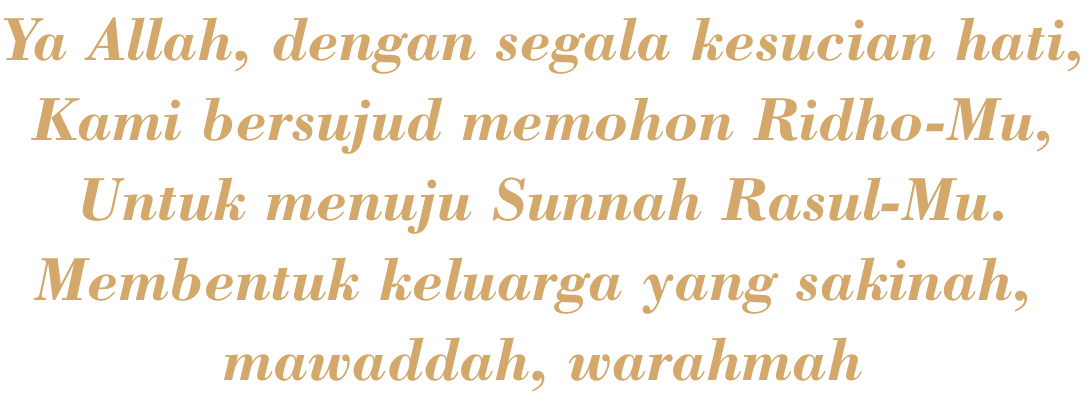 Ya Allah, dengan segala kesucian hati,
Kami bersujud memohon Ridho-Mu,
Untuk menuju Sunnah Rasul-Mu.
Membentuk keluarga yang sakinah,
mawaddah, warahmah